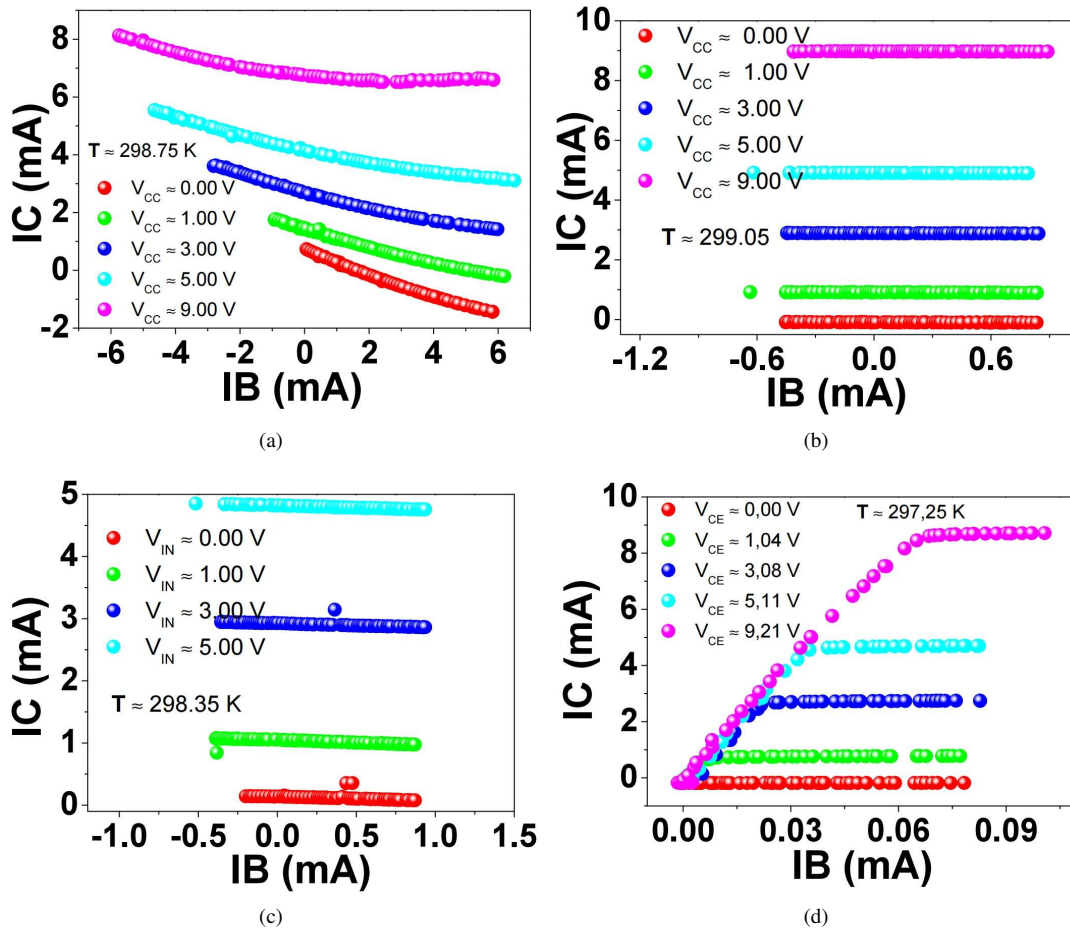 8
6
4
2
0
-2
IC (mA)
T ≈ 298.75 K
V_CC ≈ 0.00 V
V_CC ≈ 1.00 V
V_CC ≈ 3.00 V
V_CC ≈ 5.00 V
V_CC ≈ 9.00 V
-6 -4 -2 0 2 4 6
IB (mA)
(a)
10
8
6
4
2
0
IC (mA)
V_CC ≈ 0.00 V
V_CC ≈ 1.00 V
V_CC ≈ 3.00 V
V_CC ≈ 5.00 V
V_CC ≈ 9.00 V
T ≈ 299.05
-1.2 -0.6 0.0 0.6
IB (mA)
(b)
5
4
3
2
1
0
IC (mA)
V_IN ≈ 0.00 V
V_IN ≈ 1.00 V
V_IN ≈ 3.00 V
V_IN ≈ 5.00 V
T ≈ 298.35 K
-1.0 -0.5 0.0 0.5 1.0 1.5
IB (mA)
(c)
10
8
6
4
2
0
IC (mA)
V_CE ≈ 0,00 V
V_CE ≈ 1,04 V
V_CE ≈ 3,08 V
V_CE ≈ 5,11 V
V_CE ≈ 9,21 V
T ≈ 297,25 K
0.00 0.03 0.06 0.09
IB (mA)
(d)